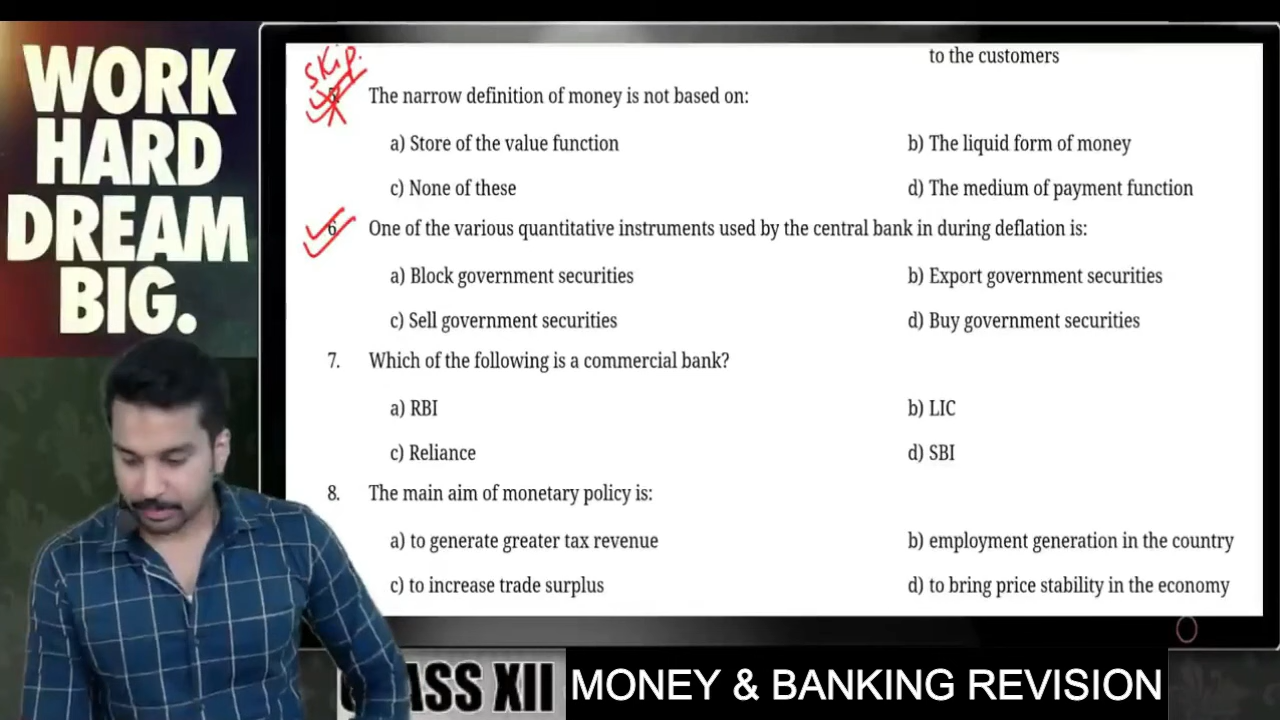 WORK
HARD
DREAM
BIG.
to the customers
Skip.
5. The narrow definition of money is not based on:
a) Store of the value function
b) The liquid form of money
c) None of these
d) The medium of payment function
6. One of the various quantitative instruments used by the central bank in during deflation is:
a) Block government securities
b) Export government securities
c) Sell government securities
d) Buy government securities
7. Which of the following is a commercial bank?
a) RBI
b) LIC
c) Reliance
d) SBI
8. The main aim of monetary policy is:
a) to generate greater tax revenue
b) employment generation in the country
c) to increase trade surplus
d) to bring price stability in the economy
CLASS XII
MONEY & BANKING REVISION